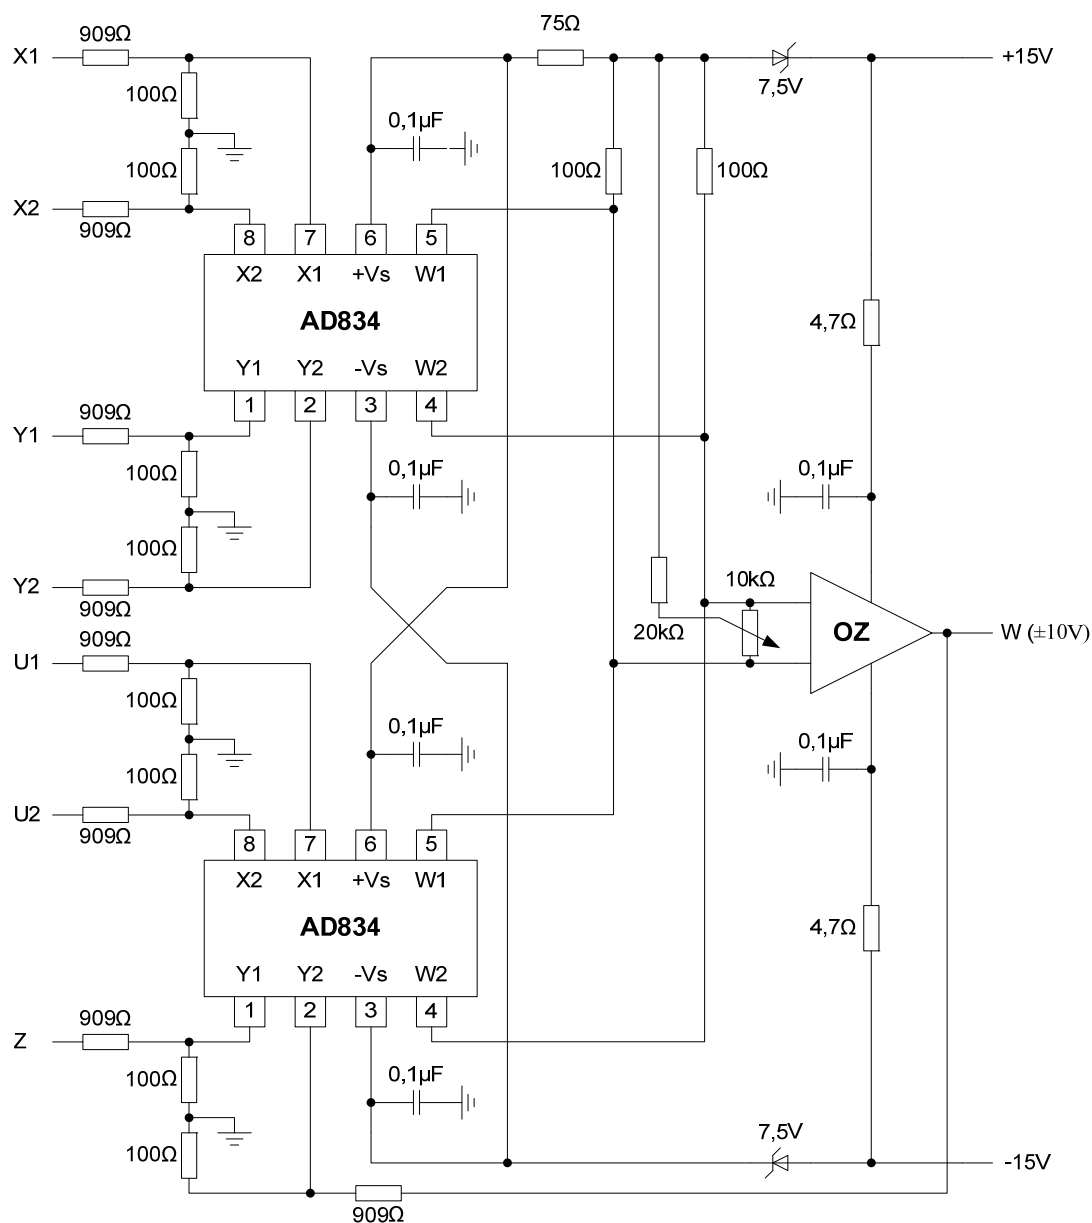 909Ω
75Ω
X1
+15V
7,5V
100Ω
0,1µF
100Ω
100Ω
100Ω
X2
909Ω
8 7 6 5
X2 X1 +Vs W1
AD834
4,7Ω
Y1 Y2 -Vs W2
1 2 3 4
909Ω
Y1
100Ω
0,1µF
0,1µF
100Ω
Y2
909Ω
10kΩ
20kΩ
OZ
W (±10V)
909Ω
U1
100Ω
0,1µF
0,1µF
100Ω
U2
909Ω
8 7 6 5
X2 X1 +Vs W1
AD834
4,7Ω
Y1 Y2 -Vs W2
1 2 3 4
909Ω
Z
100Ω
0,1µF
100Ω
7,5V
-15V
909Ω